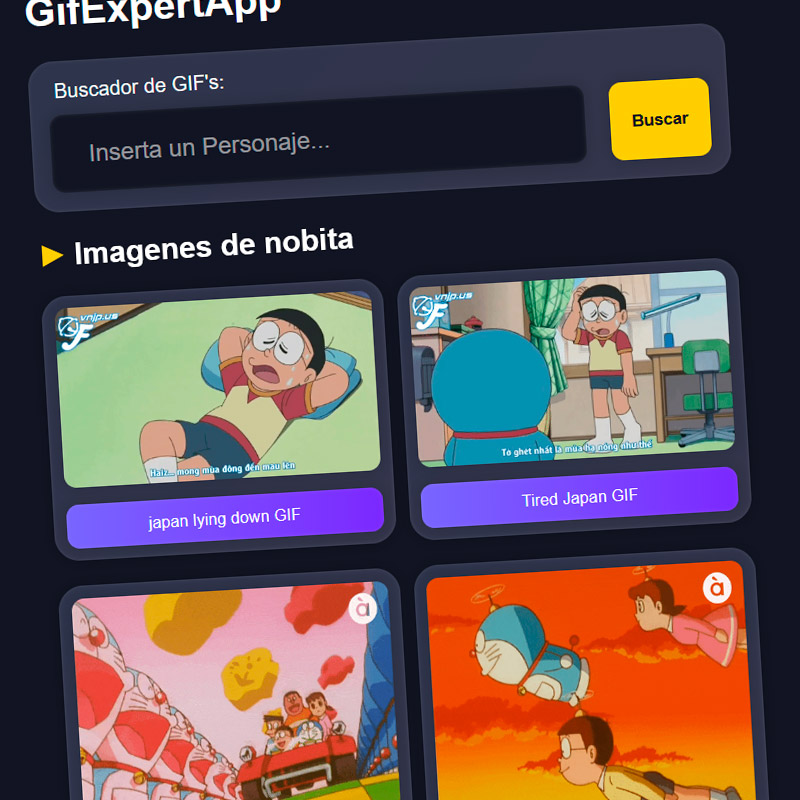 GifExpertApp
Buscador de GIF's:
Inserta un Personaje...
Buscar
Imagenes de nobita
vnjp.us
JF
Haiz... mong mùa đông đến mau lên
japan lying down GIF
vnjp.us
JF
Tớ ghét nhất là mùa hạ nóng như thế
Tired Japan GIF
à
à